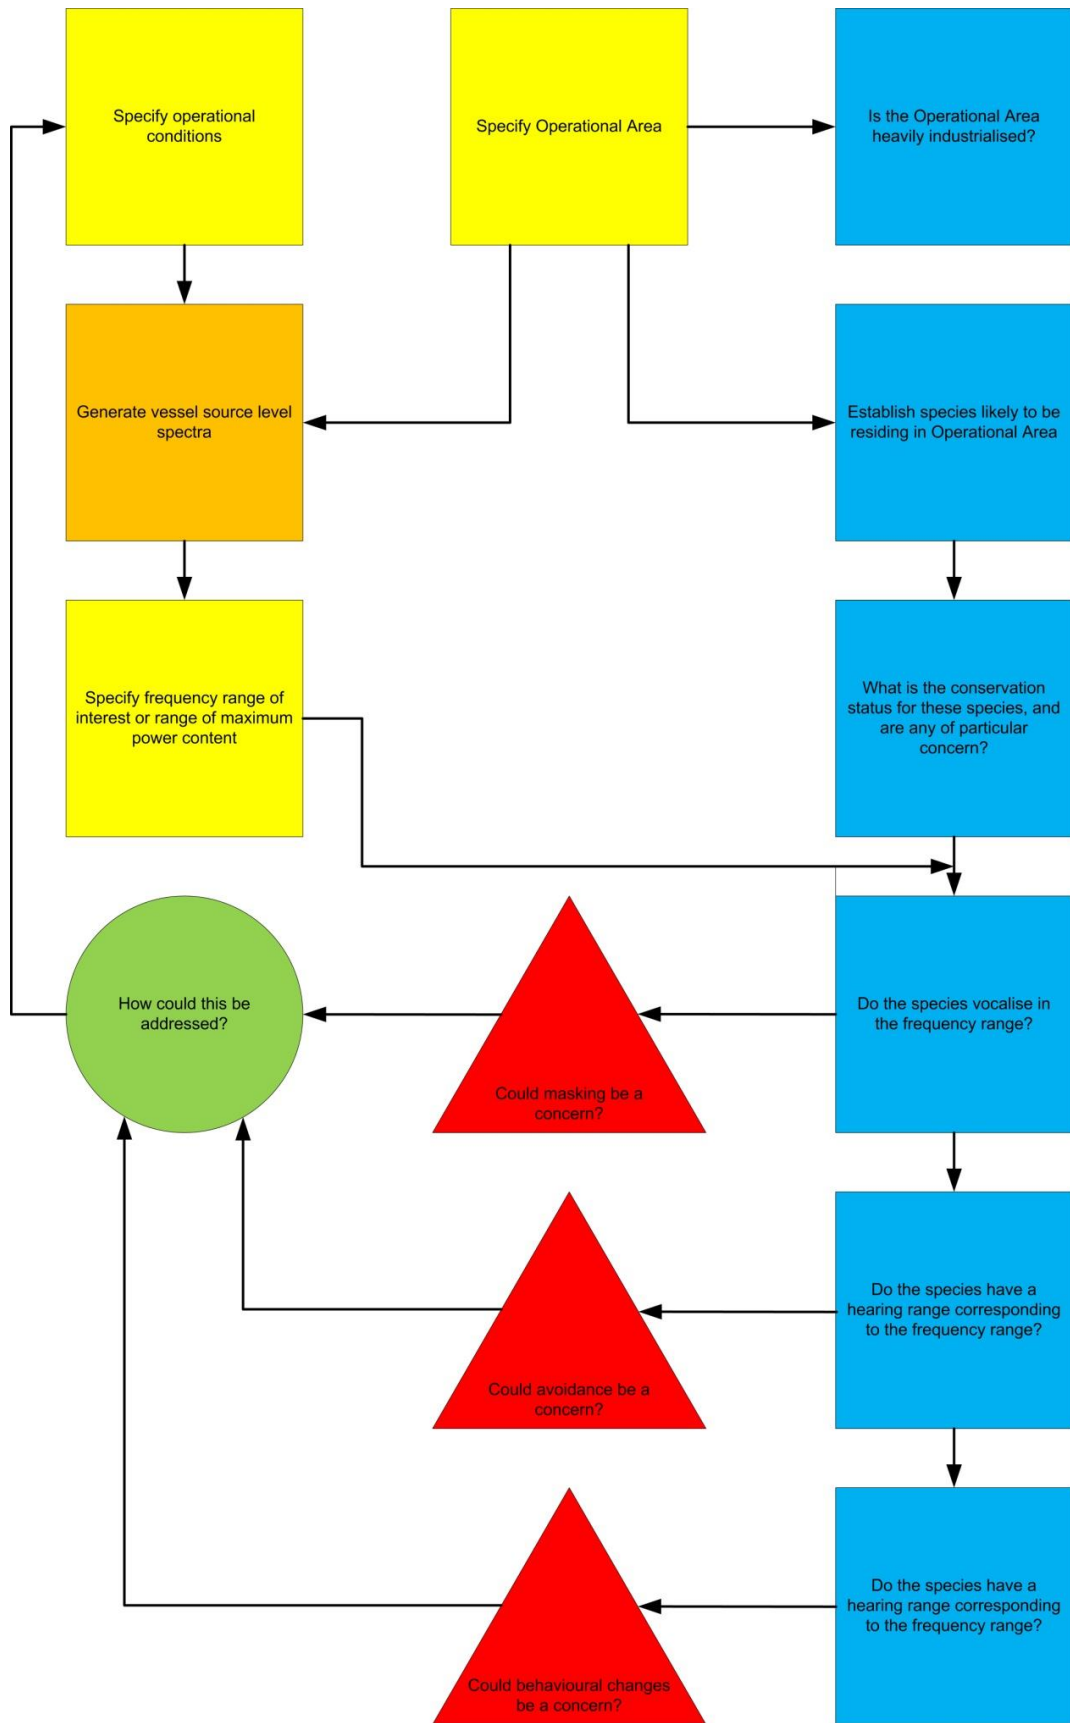 Specify operational
conditions
Specify Operational Area
Is the Operational Area
heavily industrialised?
Generate vessel source level
spectra
Establish species likely to be
residing in Operational Area
Specify frequency range of
interest or range of maximum
power content
What is the conservation
status for these species, and
are any of particular
concern?
How could this be
addressed?
Could masking be a
concern?
Do the species vocalise in
the frequency range?
Could avoidance be a
concern?
Do the species have a
hearing range corresponding
to the frequency range?
Could behavioural changes
be a concern?
Do the species have a
hearing range corresponding
to the frequency range?